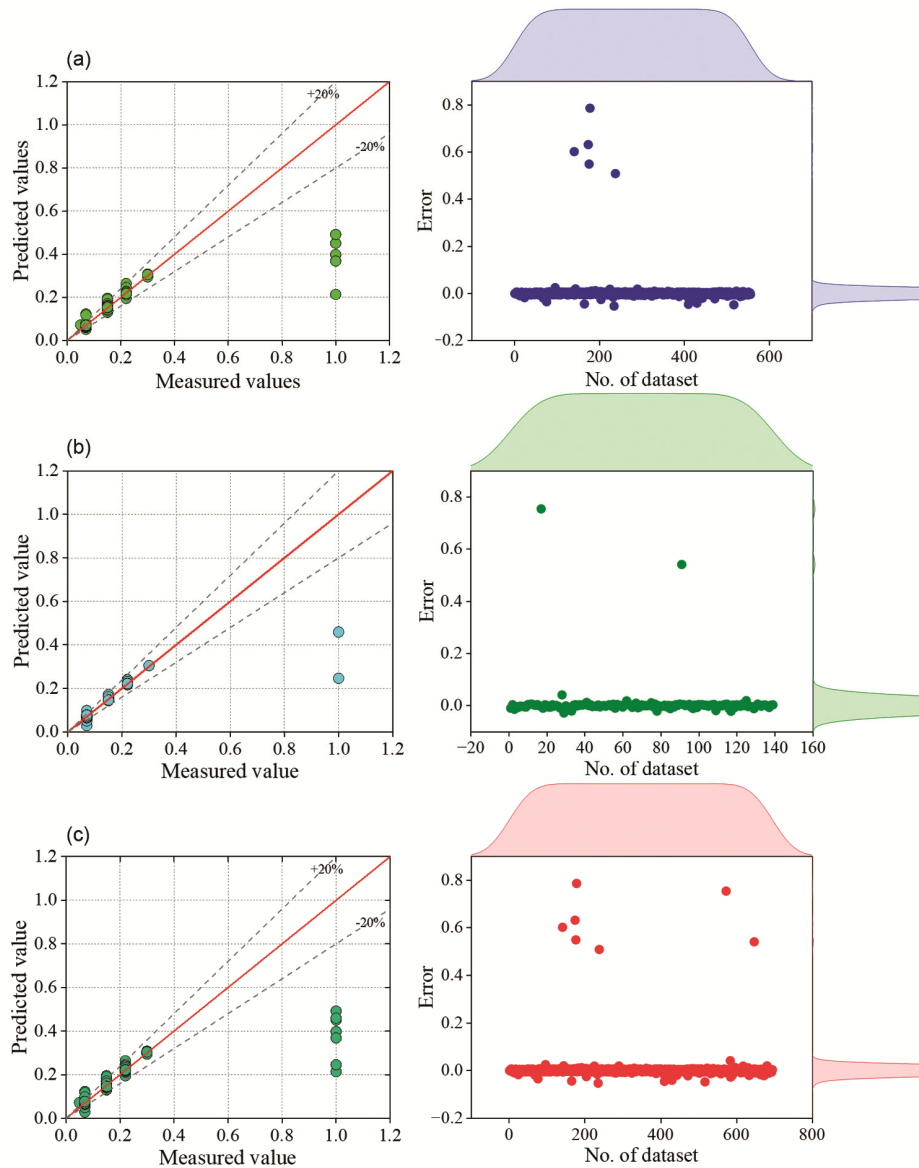 (a)
1.2
1.0
0.8
0.6
0.4
0.2
0.0
0.0 0.2 0.4 0.6 0.8 1.0 1.2
Predicted values
Measured values
+20%
-20%
0.8
0.6
0.4
0.2
0.0
−0.2
0 200 400 600
Error
No. of dataset
(b)
1.2
1.0
0.8
0.6
0.4
0.2
0.0
0.0 0.2 0.4 0.6 0.8 1.0 1.2
Predicted value
Measured value
0.8
0.6
0.4
0.2
0.0
−20 0 20 40 60 80 100 120 140 160
Error
No. of dataset
(c)
1.2
1.0
0.8
0.6
0.4
0.2
0.0
0.0 0.2 0.4 0.6 0.8 1.0 1.2
Predicted value
Measured value
+20%
-20%
0.8
0.6
0.4
0.2
0.0
−0.2
0 200 400 600 800
Error
No. of dataset